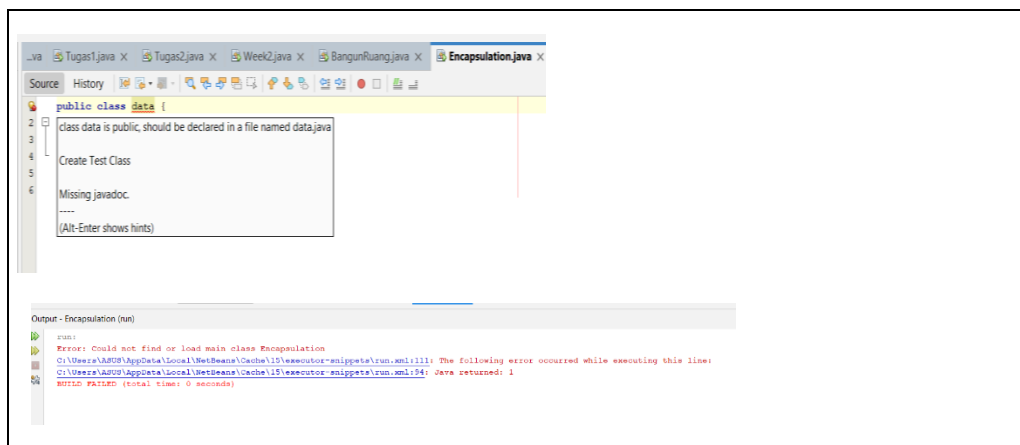 ...va Tugas1.java × Tugas2.java × Week2.java × BangunRuang.java × Encapsulation.java ×
Source History
public class data {
2 class data is public, should be declared in a file named data.java
3
4 Create Test Class
5
6 Missing javadoc.
----
(Alt-Enter shows hints)
Output - Encapsulation (run)
run:
Error: Could not find or load main class Encapsulation
C:\Users\ASUS\AppData\Local\NetBeans\Cache\15\executor-snippets\run.xml:111: The following error occurred while executing this line:
C:\Users\ASUS\AppData\Local\NetBeans\Cache\15\executor-snippets\run.xml:94: Java returned: 1
BUILD FAILED (total time: 0 seconds)